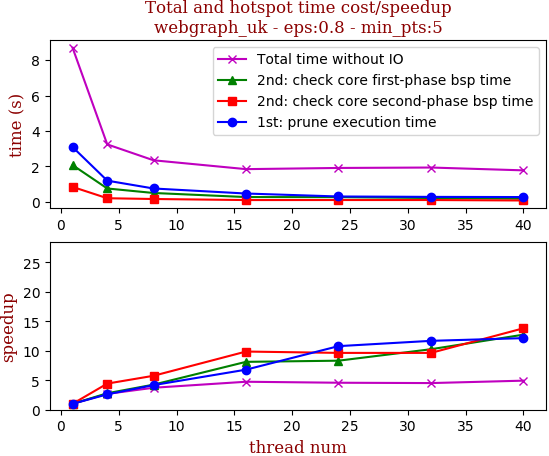 Total and hotspot time cost/speedup
webgraph_uk - eps:0.8 - min_pts:5
time (s)
8
6
4
2
0
Total time without IO
2nd: check core first-phase bsp time
2nd: check core second-phase bsp time
1st: prune execution time
0 5 10 15 20 25 30 35 40
speedup
25
20
15
10
5
0
0 5 10 15 20 25 30 35 40
thread num